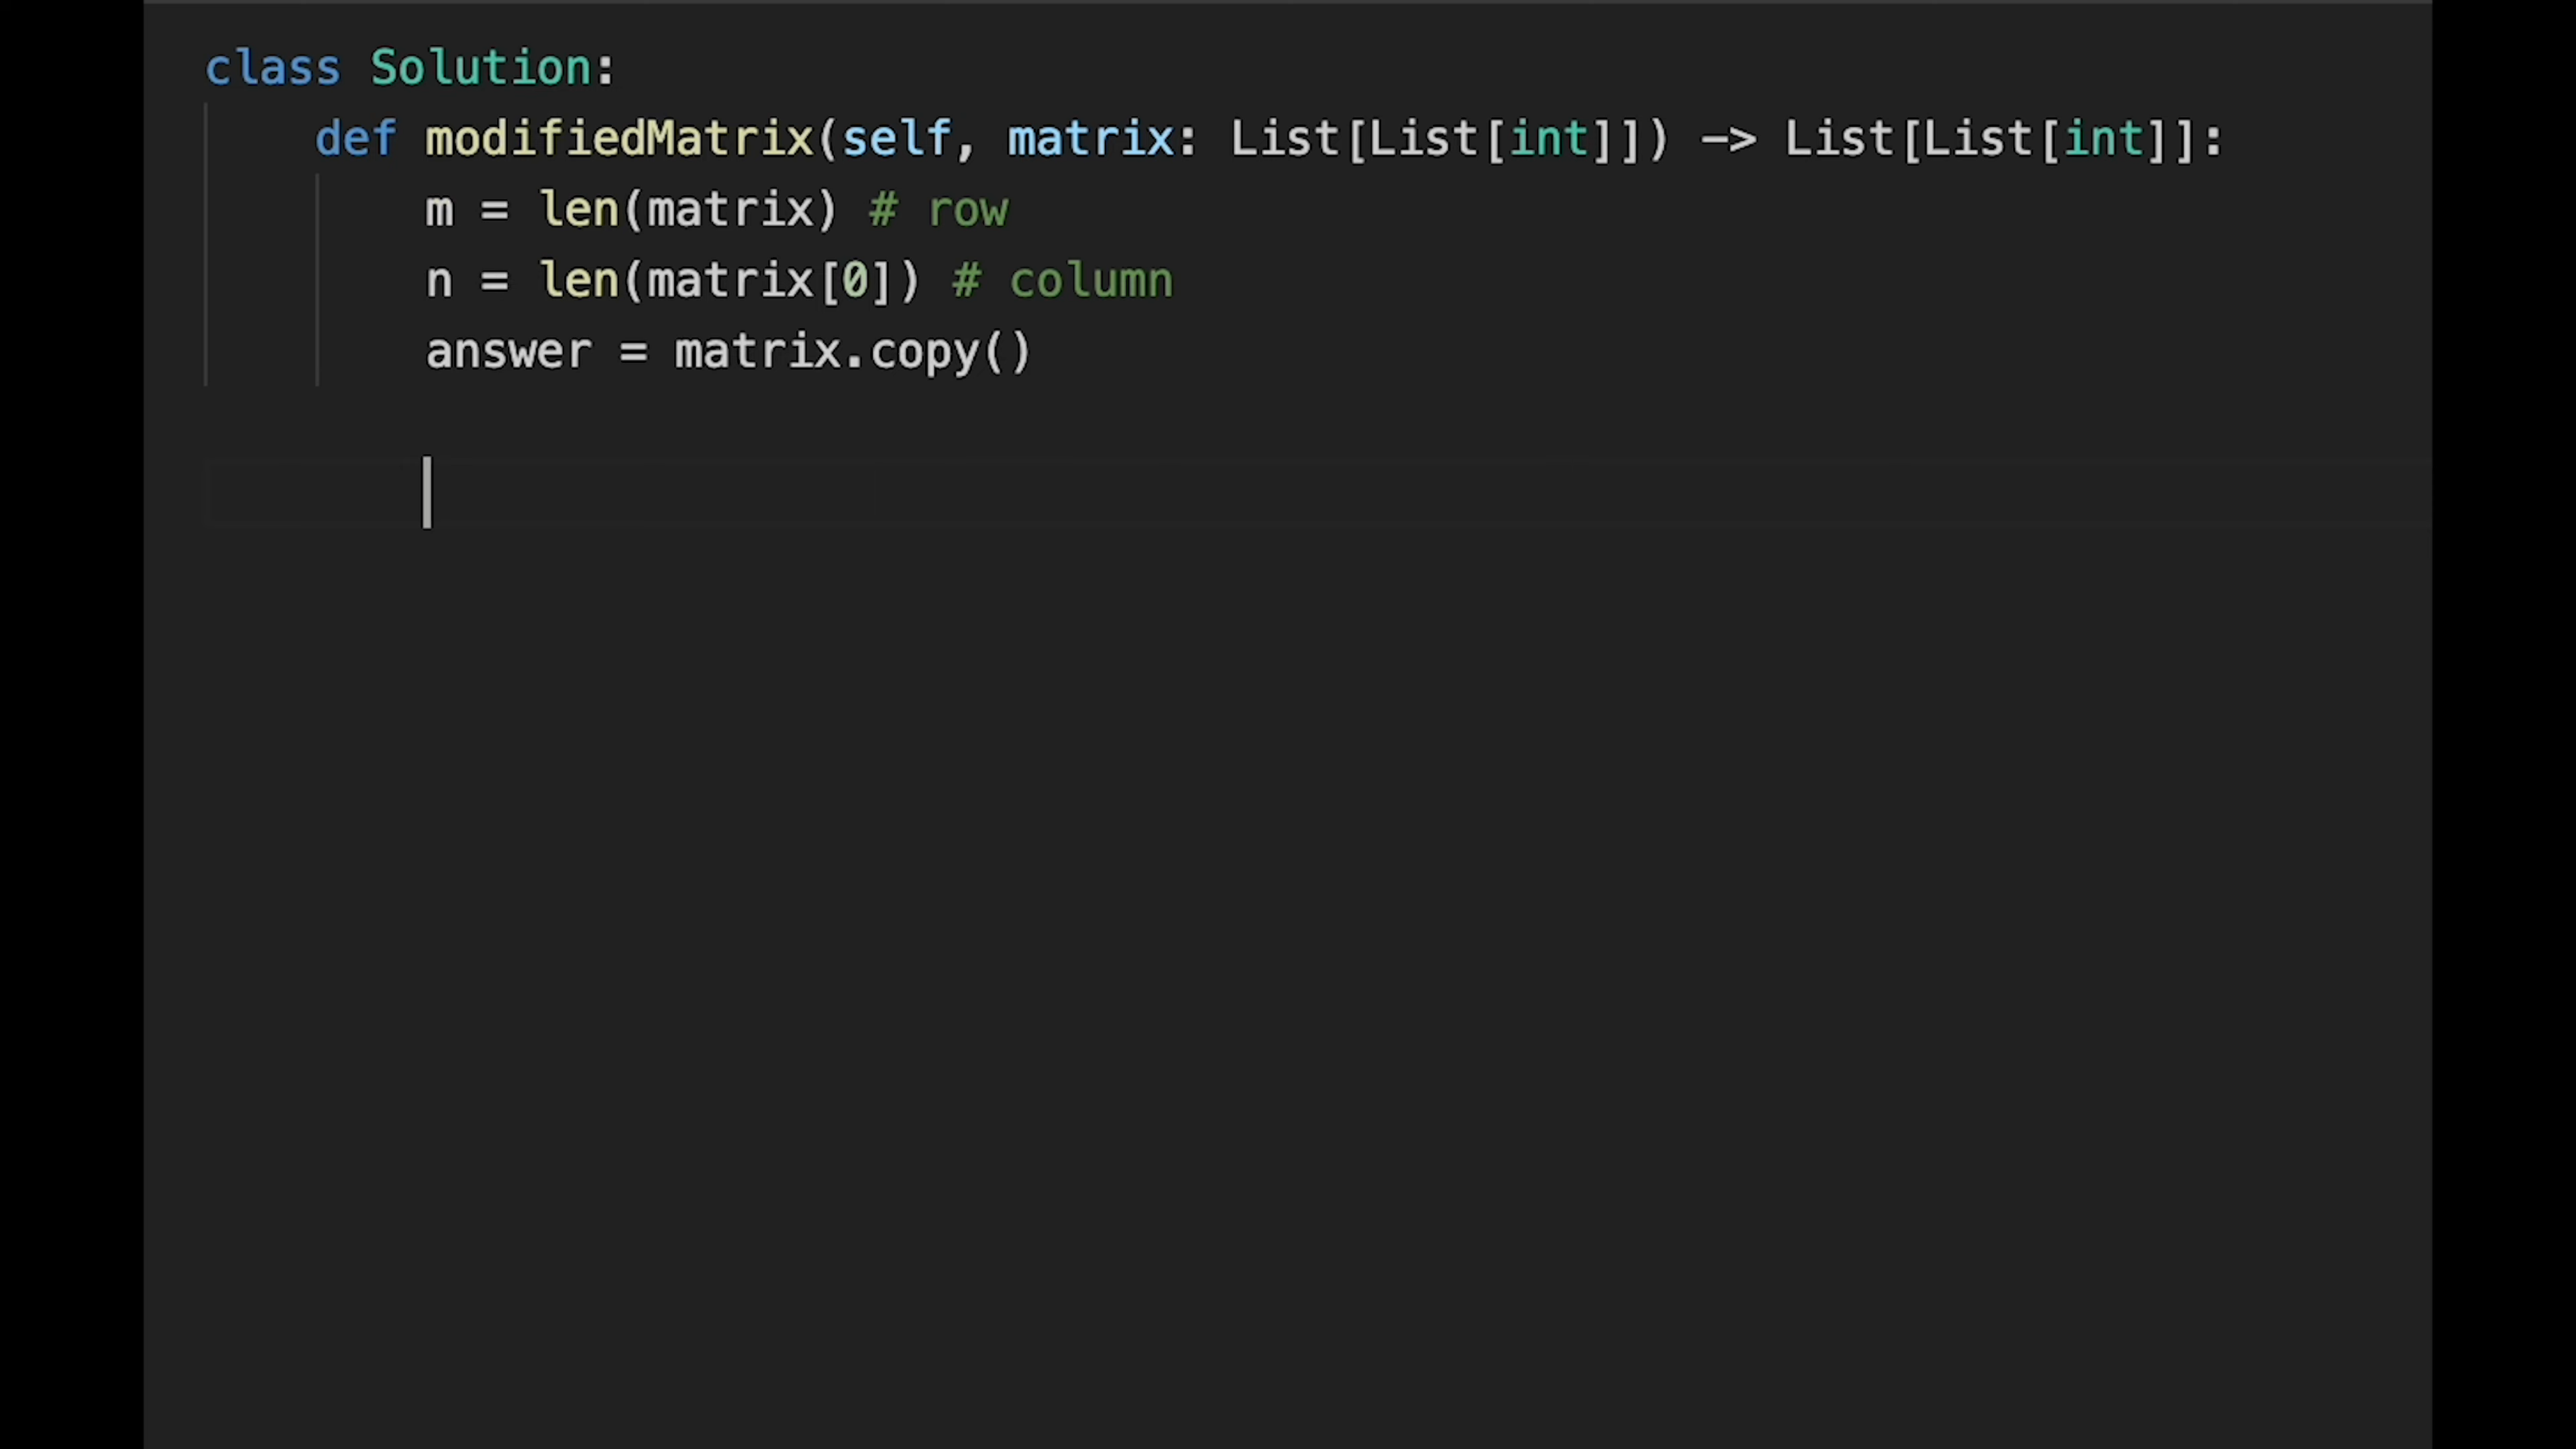 class Solution:
    def modifiedMatrix(self, matrix: List[List[int]]) -> List[List[int]]:
        m = len(matrix) # row
        n = len(matrix[0]) # column
        answer = matrix.copy()